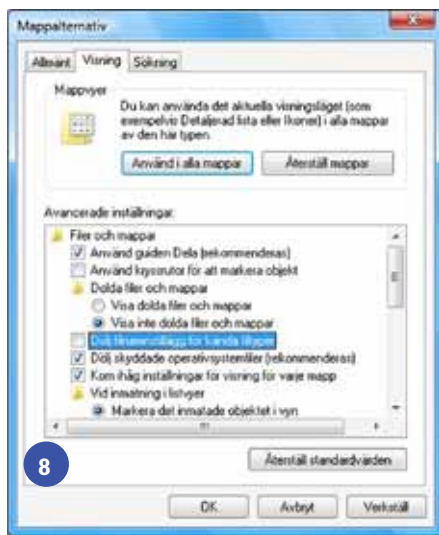 Mappalternativ
Allmänt Visning Sökning
Mappvyer
Du kan använda det aktuella visningsläget (som
exempelvis Detaljerad lista eller Ikoner) i alla mappar
av den här typen.
Använd i alla mappar Återställ mappar
Avancerade inställningar:
Filer och mappar
Använd guiden Dela (rekommenderas)
Använd kryssrutor för att markera objekt
Dolda filer och mappar
Visa dolda filer och mappar
Visa inte dolda filer och mappar
Dölj filnamnstillägg för kända filtyper
Dölj skyddade operativsystemfiler (rekommenderas)
Kom ihåg inställningar för visning för varje mapp
Vid inmatning i listvyer
Markera det inmatade objektet i vyn
8
Återställ standardvärden
OK Avbryt Verkställ